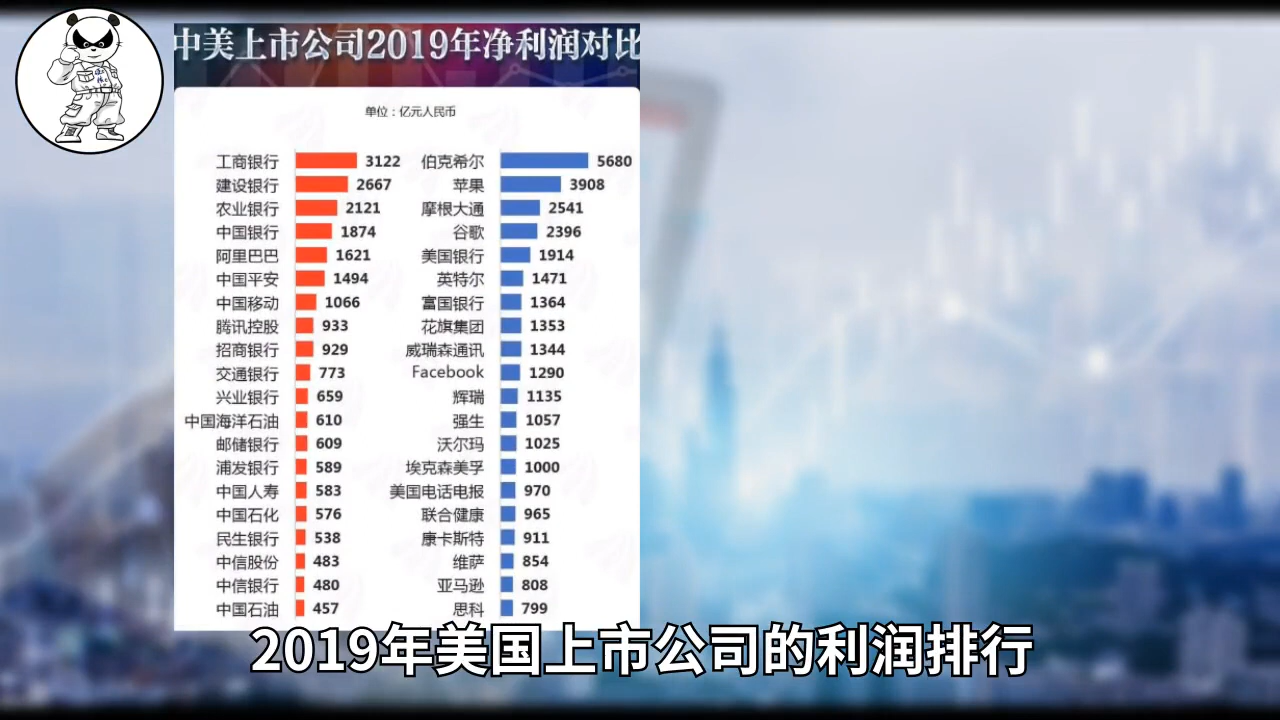 中美上市公司2019年净利润对比
单位：亿元人民币
工商银行 3122 伯克希尔 5680
建设银行 2667 苹果 3908
农业银行 2121 摩根大通 2541
中国银行 1874 谷歌 2396
阿里巴巴 1621 美国银行 1914
中国平安 1494 英特尔 1471
中国移动 1066 富国银行 1364
腾讯控股 933 花旗集团 1353
招商银行 929 威瑞森通讯 1344
交通银行 773 Facebook 1290
兴业银行 659 辉瑞 1135
中国海洋石油 610 强生 1057
邮储银行 609 沃尔玛 1025
浦发银行 589 埃克森美孚 1000
中国人寿 583 美国电话电报 970
中国石化 576 联合健康 965
民生银行 538 康卡斯特 911
中信股份 483 维萨 854
中信银行 480 亚马逊 808
中国石油 457 思科 799
2019年美国上市公司的利润排行